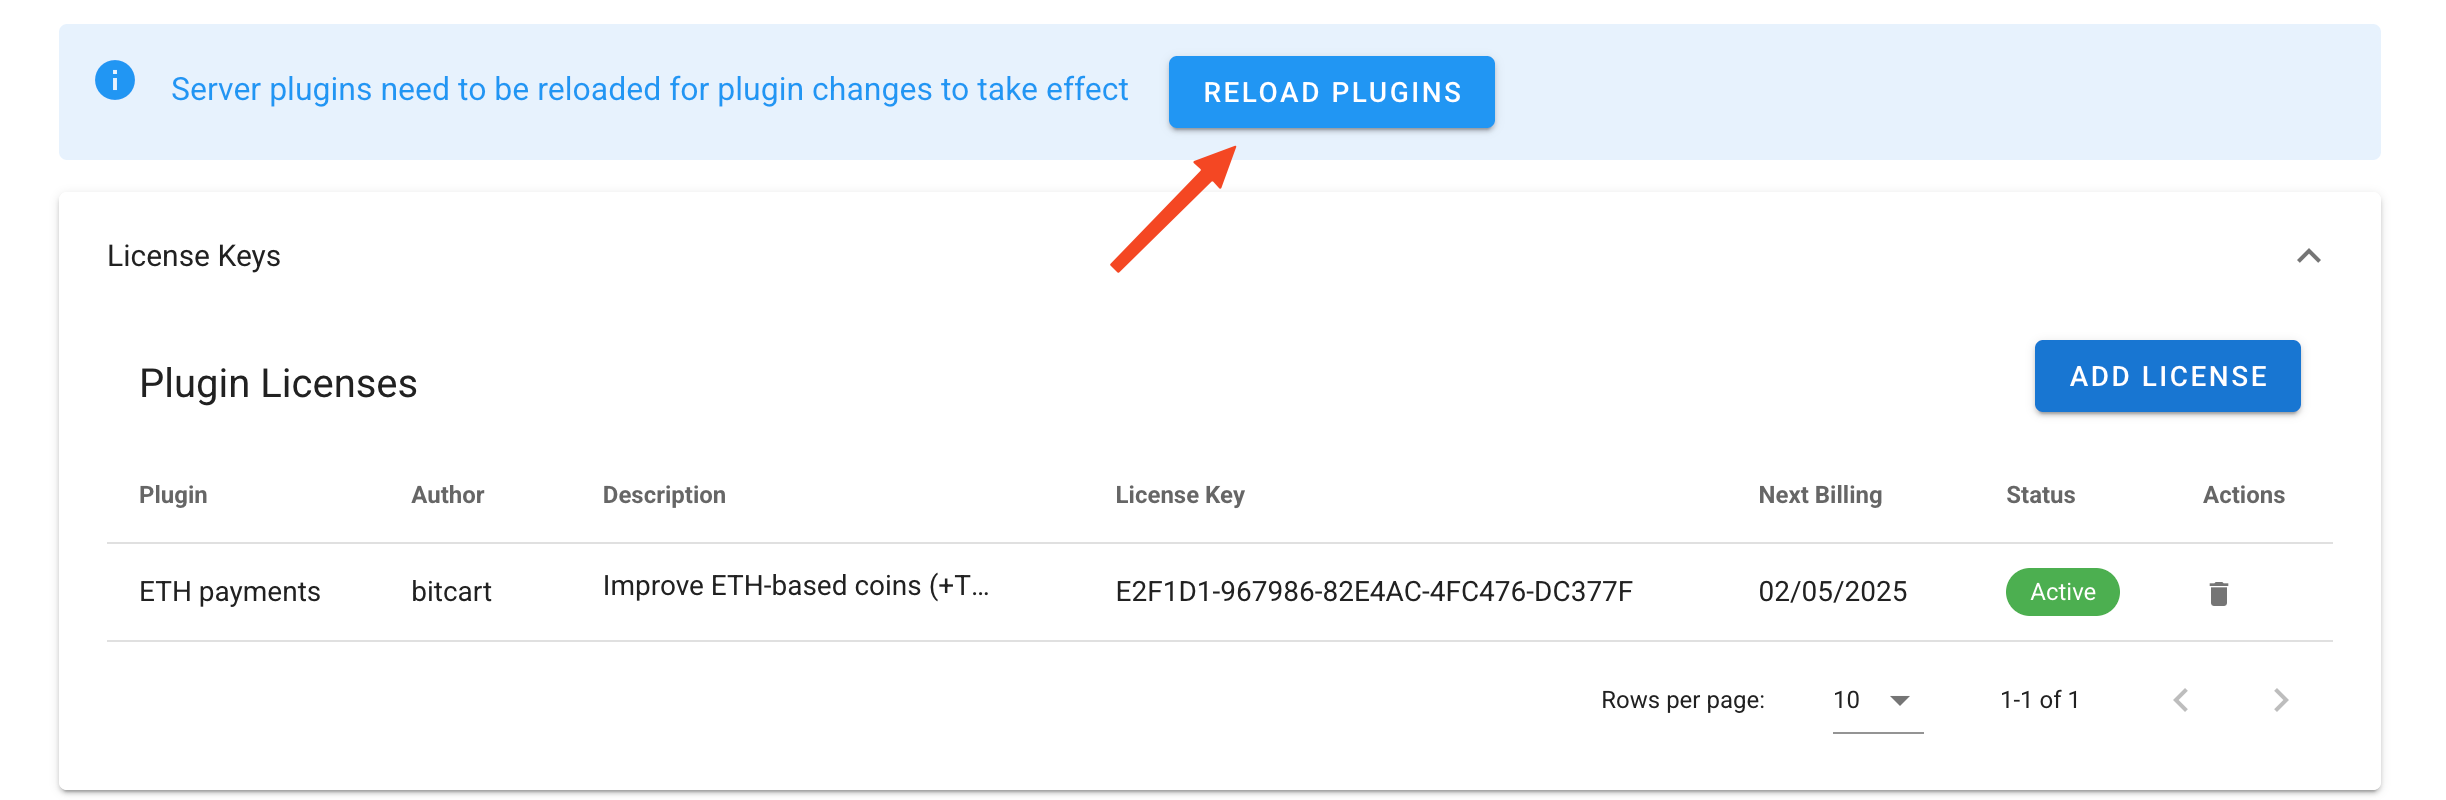 Server plugins need to be reloaded for plugin changes to take effect RELOAD PLUGINS
License Keys
Plugin Licenses
ADD LICENSE
Plugin Author Description License Key Next Billing Status Actions
ETH payments bitcart Improve ETH-based coins (+T... E2F1D1-967986-82E4AC-4FC476-DC377F 02/05/2025 Active
Rows per page: 10 1-1 of 1